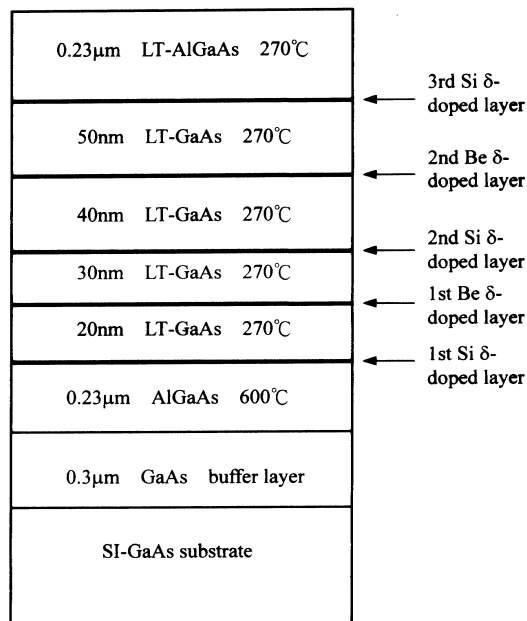 0.23μm LT-AlGaAs 270℃
3rd Si δ-
doped layer
50nm LT-GaAs 270℃
2nd Be δ-
doped layer
40nm LT-GaAs 270℃
2nd Si δ-
doped layer
30nm LT-GaAs 270℃
1st Be δ-
doped layer
20nm LT-GaAs 270℃
1st Si δ-
doped layer
0.23μm AlGaAs 600℃
0.3μm GaAs buffer layer
SI-GaAs substrate